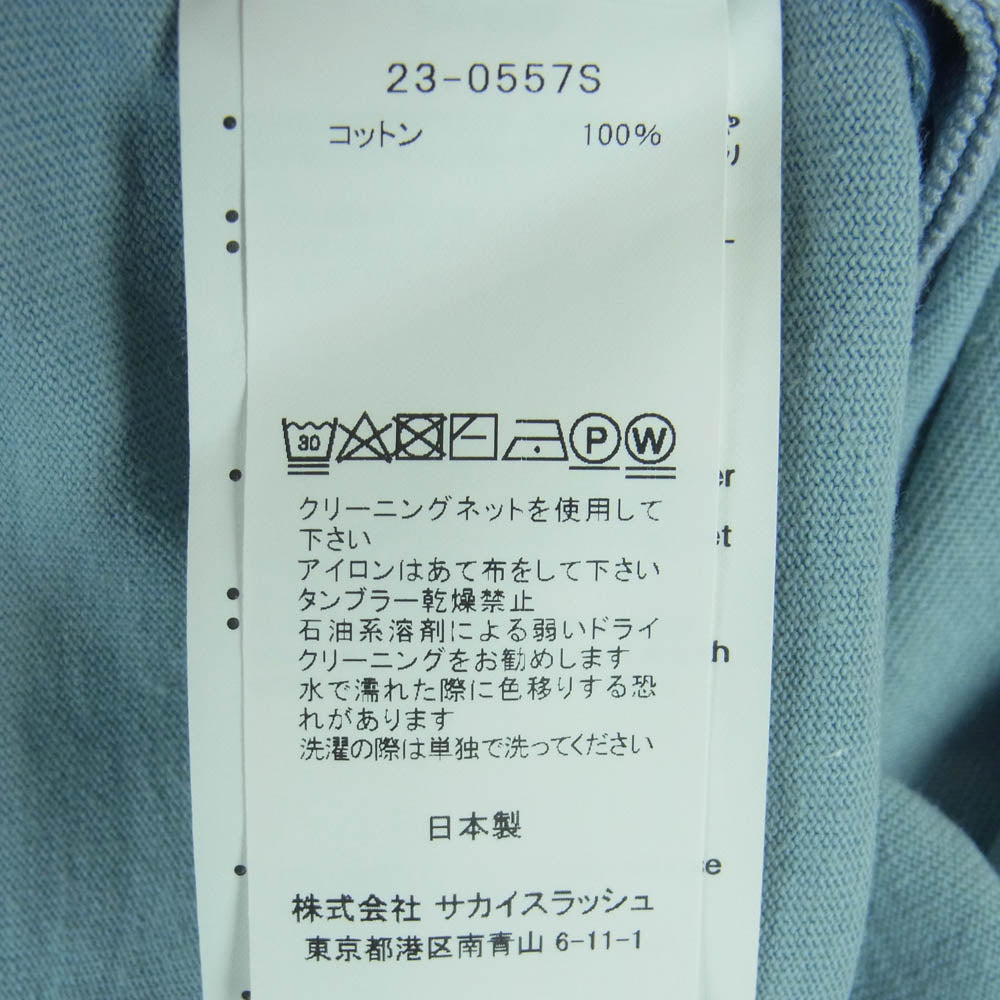 23-0557S
コットン 100%
30
P W
クリーニングネットを使用して
下さい
アイロンはあて布をして下さい
タンブラー乾燥禁止
石油系溶剤による弱いドライ
クリーニングをお勧めします
水で濡れた際に色移りする恐
れがあります
洗濯の際は単独で洗ってください
日本製
株式会社 サカイスラッシュ
東京都港区南青山 6-11-1